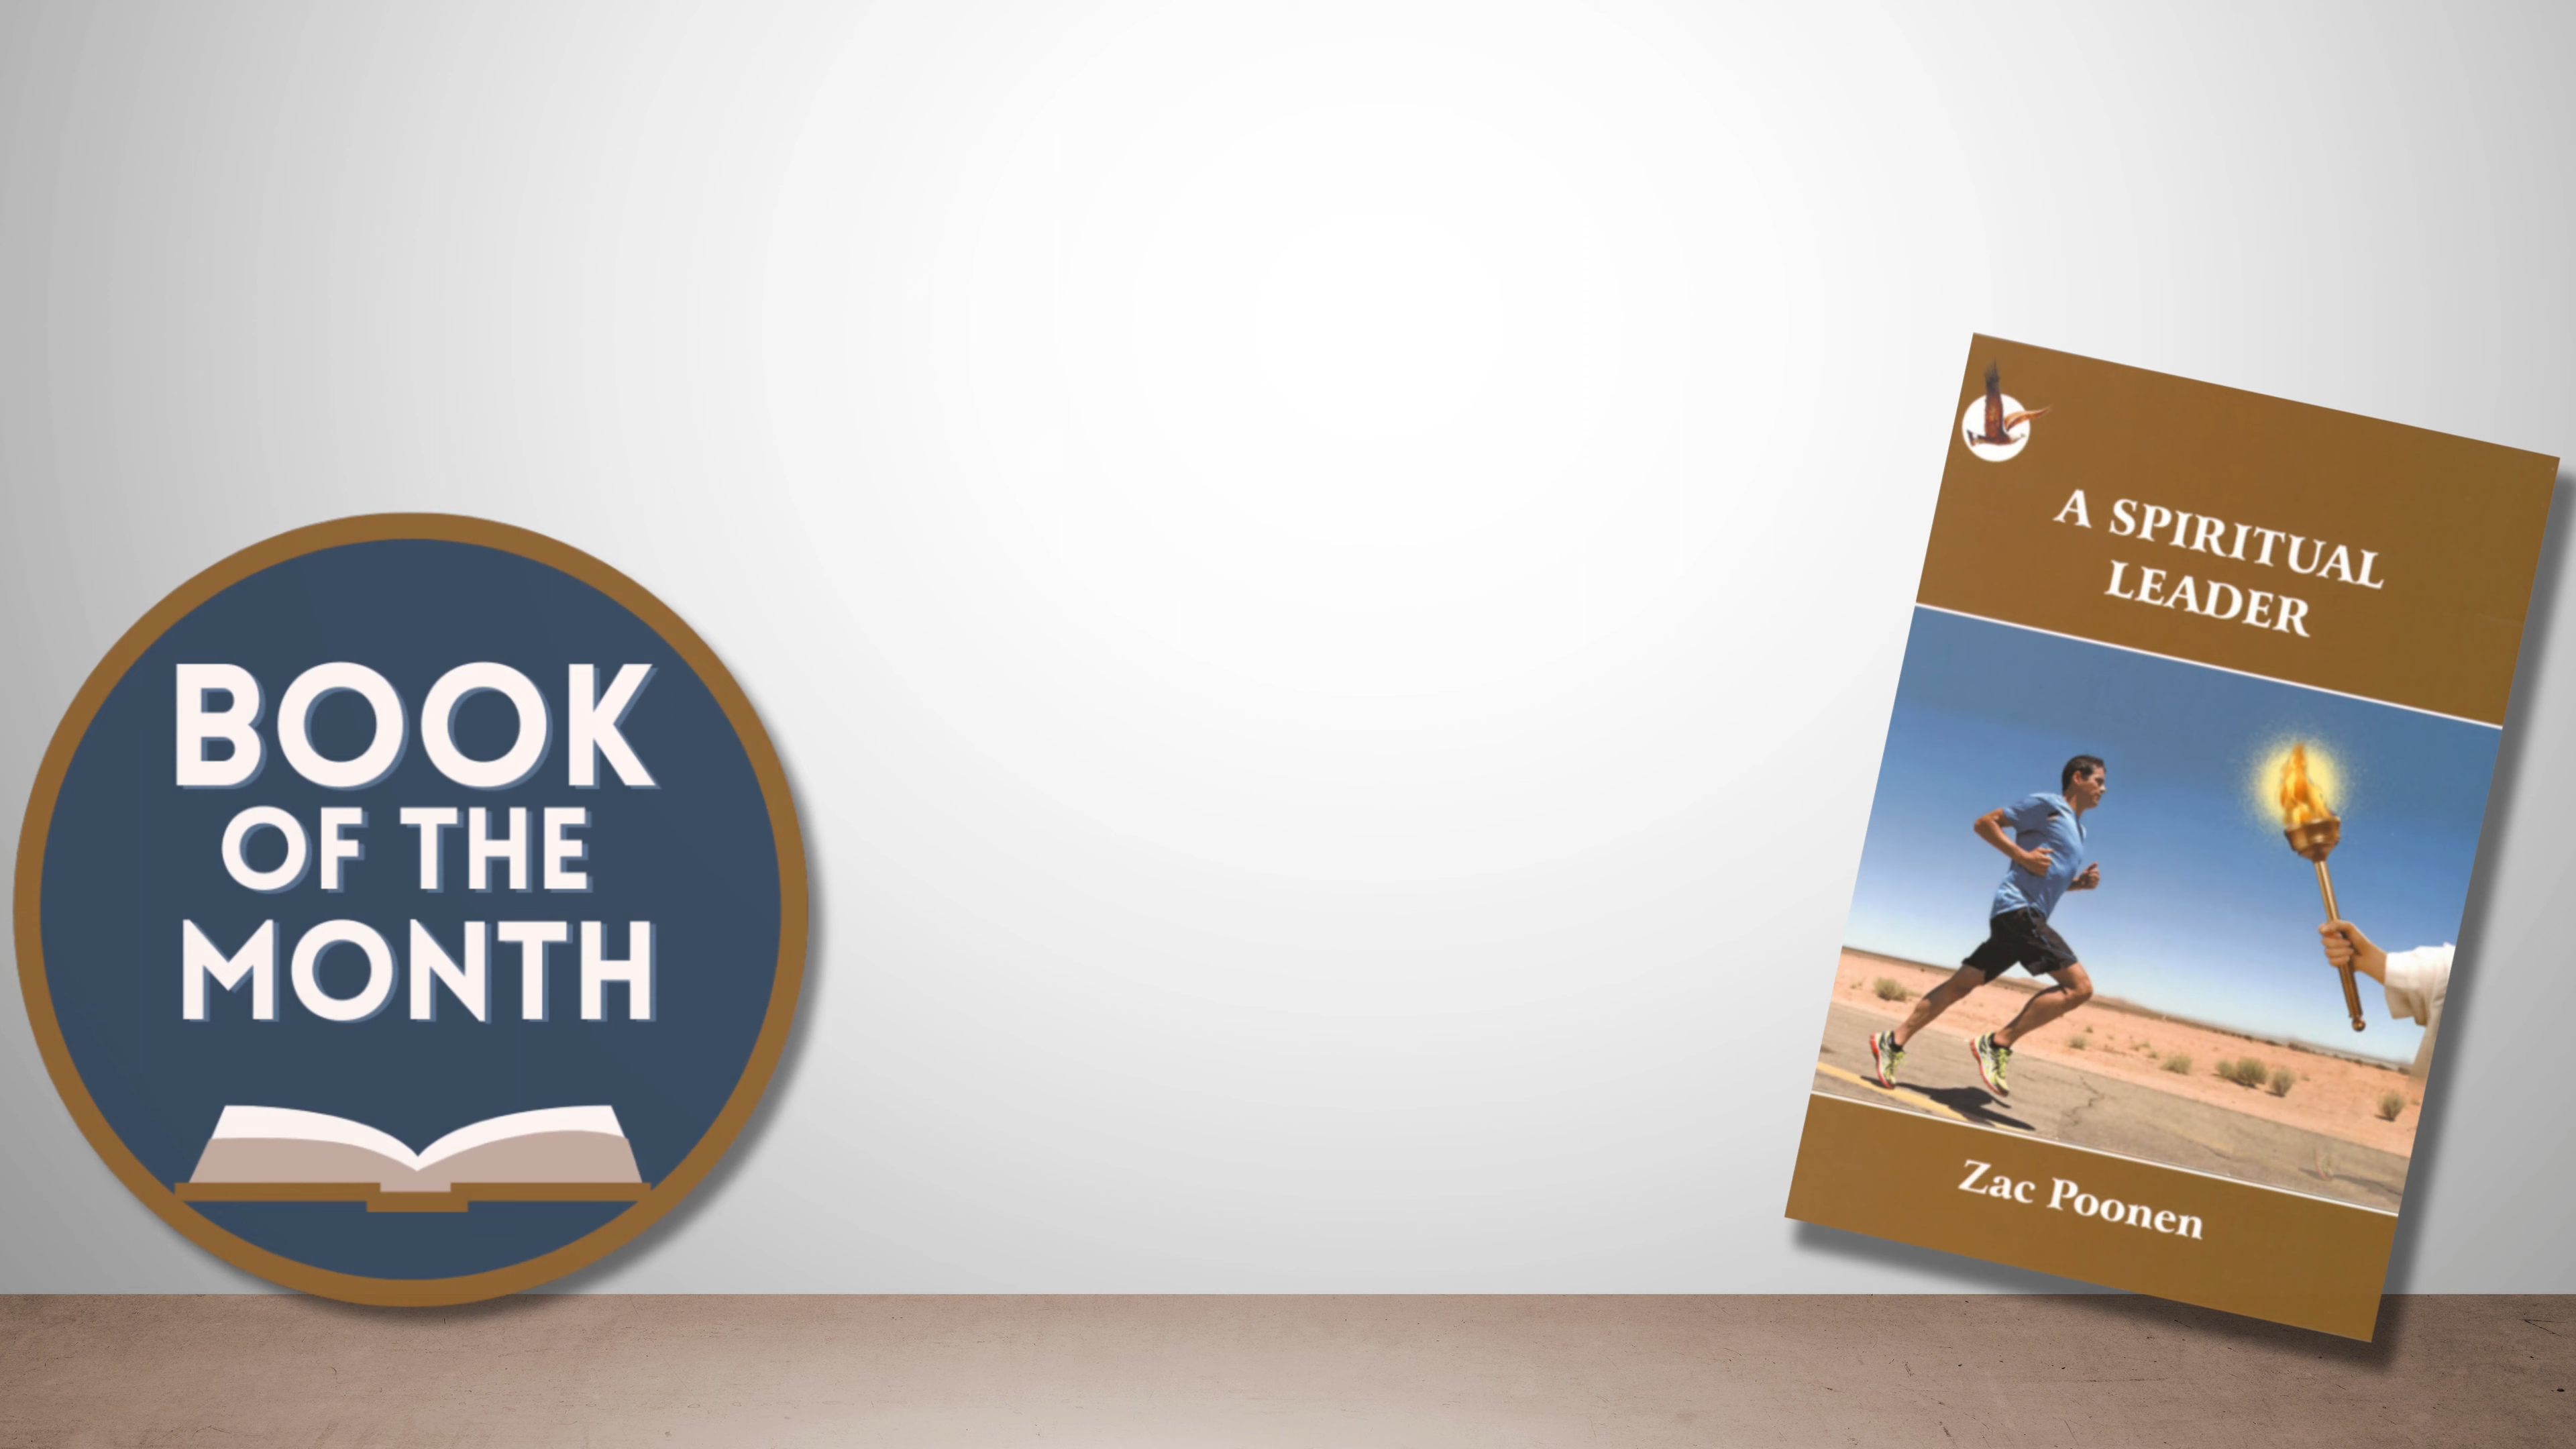 BOOK
OF THE
MONTH
A SPIRITUAL
LEADER
Zac Poonen